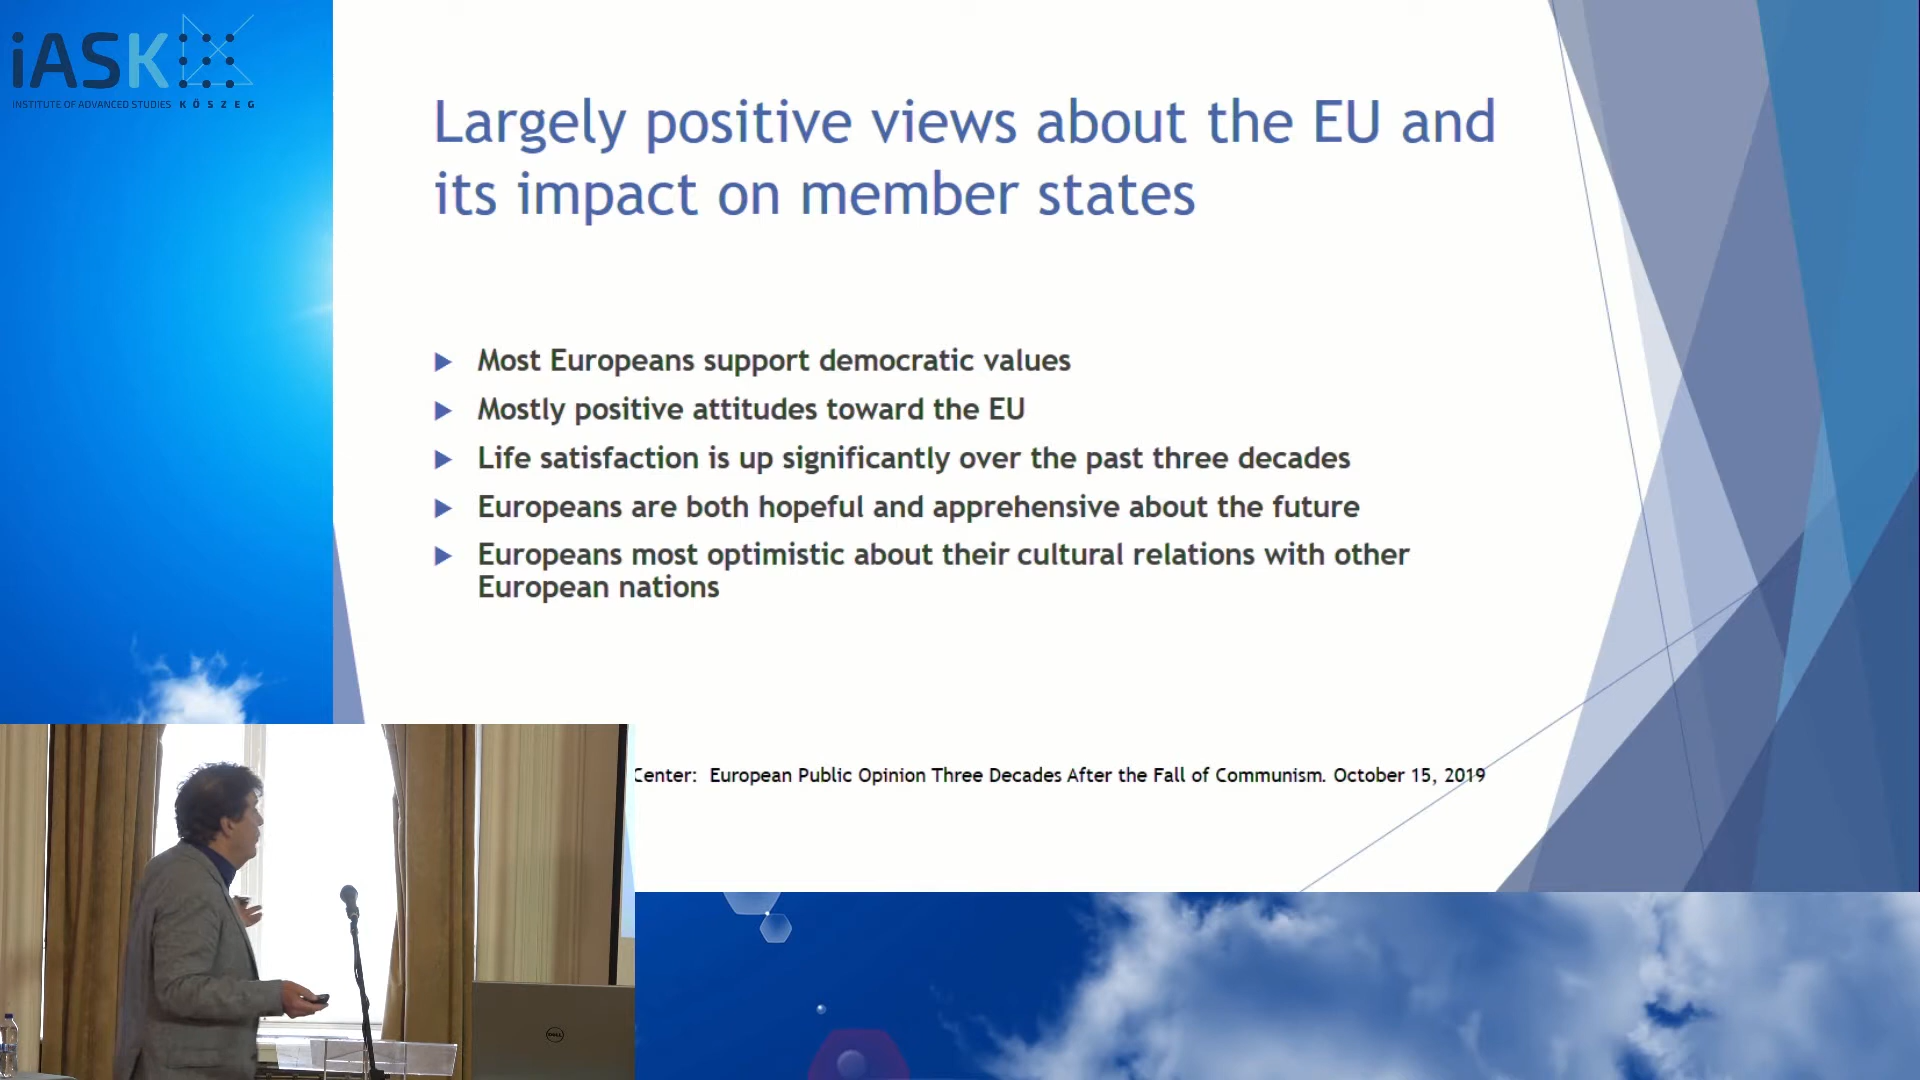 iASK
INSTITUTE OF ADVANCED STUDIES KŐSZEG
Largely positive views about the EU and
its impact on member states
Most Europeans support democratic values
Mostly positive attitudes toward the EU
Life satisfaction is up significantly over the past three decades
Europeans are both hopeful and apprehensive about the future
Europeans most optimistic about their cultural relations with other
European nations
Center: European Public Opinion Three Decades After the Fall of Communism. October 15, 2019
DELL